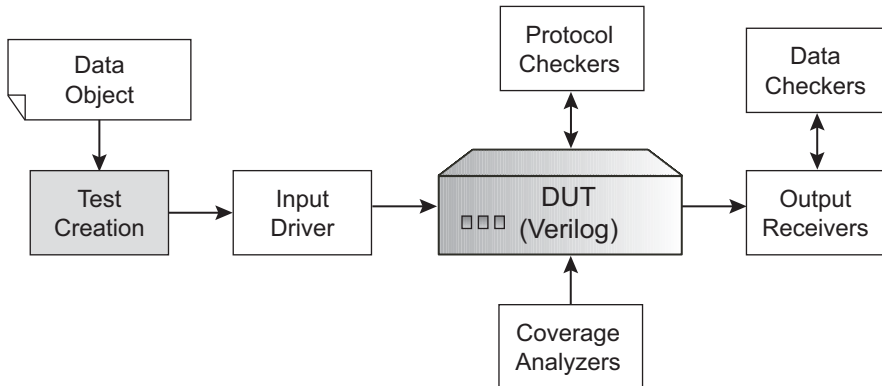 Protocol
Checkers
Data
Checkers
Data
Object
Test
Creation
Input
Driver
DUT
(Verilog)
Output
Receivers
Coverage
Analyzers